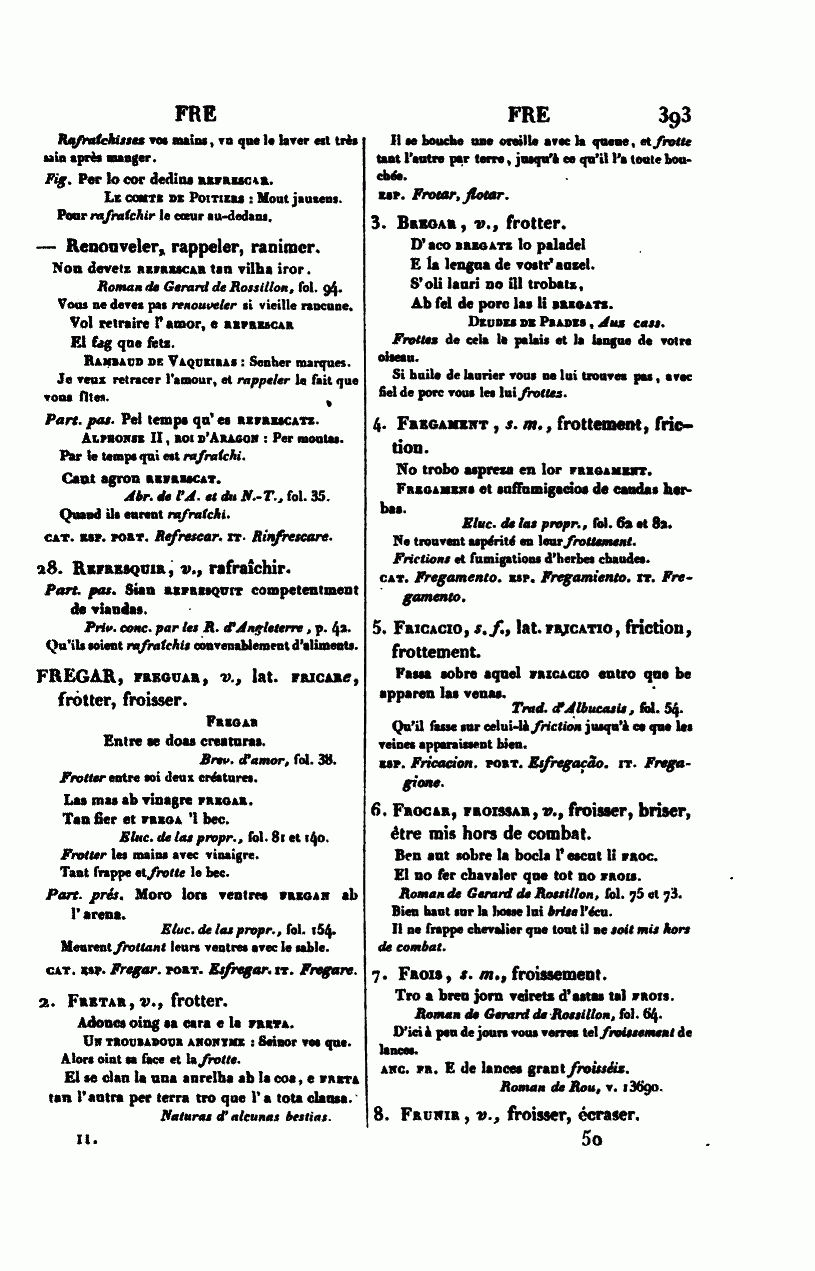 FRE
Rafraîchisses vos mains, vu que le laver est très
sain après manger.
Fig. Per lo cor dedins REFRESCAR.
LE COMTE DE POITIERS : Mout jauzens.
Pour rafraîchir le cœur au-dedans.
— Renouveler, rappeler, ranimer.
Non devetz REFRESCAR tan vilha iror.
Roman de Gerard de Rossillon, fol. 94.
Vous ne devez pas renouveler si vieille rancune.
Vol retraire l'amor, e REFRESCAR
El fag que fetz.
RAMBAUD DE VAQUEIRAS : Senher marques.
Je veux retracer l'amour, et rappeler le fait que
vous fîtes.
Part. pas. Pel temps qu'es REFRESCATZ.
ALPHONSE II, ROI D'ARAGON : Per montas.
Par le temps qui est rafraîchi.
Cant agron REFRESCAT.
Abr. de l'A. et du N.-T., fol. 35.
Quand ils eurent rafraîchi.
CAT. ESP. PORT. Refrescar. IT. Rinfrescare.
28. REFRESQUIR, v., rafraîchir.
Part. pas. Sian REFRESQUIT competentment
de viandas.
Priv. conc. par les R. d'Angleterre, p. 42.
Qu'ils soient rafraîchis convenablement d'aliments.
FREGAR, FREGUAR, v., lat. FRICARe,
frotter, froisser.
FREGAR
Entre se doas creaturas.
Brev. d'amor, fol. 38.
Frotter entre soi deux créatures.
Las mas ab vinagre FREGAR.
Tan fier et FREGA 'l bec.
Eluc. de las propr., fol. 81 et 140.
Frotter les mains avec vinaigre.
Tant frappe et frotte le bec.
Part. prés. Moro lors ventres FREGAN ab
l'arena.
Eluc. de las propr., fol. 154.
Meurent frottant leurs ventres avec le sable.
CAT. ESP. Fregar. PORT. Esfregar. IT. Fregare.
2. FRETAR, v., frotter.
Adoncs oing sa cara e la FRETA.
UN TROUBADOUR ANONYME : Seinor vos que.
Alors oint sa face et la frotte.
El se clau la una aurelha ab la coa, e FRETA
tan l'autra per terra tro que l'a tota clausa.
Naturas d'alcunas bestias.
II.
FRE 393
Il se bouche une oreille avec la queue, et frotte
tant l'autre par terre, jusqu'à ce qu'il l'a toute bou-
chée.
ESP. Frotar, flotar.
3. BREGAR, v., frotter.
D'aco BREGATZ lo paladel
E la lengua de vostr'auzel.
S'oli lauri no ill trobatz,
Ab fel de porc las li BREGATZ.
DEUDES DE PRADES, Aus cass.
Frottez de cela le palais et la langue de votre
oiseau.
Si huile de laurier vous ne lui trouvez pas, avec
fiel de porc vous les lui frottez.
4. FREGAMENT, s. m., frottement, fric-
tion.
No trobo aspreza en lor FREGAMENT.
FREGAMENS et suffumigacios de caudas her-
bas.
Eluc. de las propr., fol. 62 et 82.
Ne trouvent aspérité en leur frottement.
Frictions et fumigations d'herbes chaudes.
CAT. Fregamento. ESP. Fregamiento. IT. Fre-
gamento.
5. FRICACIO, s. f., lat. FRICATIO, friction,
frottement.
Fassa sobre aquel FRICACIO entro que be
apparen las venas.
Trad. d'Albucasis, fol. 54.
Qu'il fasse sur celui-là friction jusqu'à ce que les
veines apparaissent bien.
ESP. Fricacion. PORT. Esfregação. IT. Frega-
gione.
6. FROCAR, FROISSAR, v., froisser, briser,
être mis hors de combat.
Ben aut sobre la bocla l'escut li FROC.
El no fer chavaler que tot no FROIS.
Roman de Gerard de Rossillon, fol. 75 et 73.
Bien haut sur la bosse lui brise l'écu.
Il ne frappe chevalier que tout il ne soit mis hors
de combat.
7. FROIS, s. m., froissement.
Tro a breu jorn veiretz d'astas tal FROIS.
Roman de Gerard de Rossillon, fol. 64.
D'ici à peu de jours vous verrez tel froissement de
lances.
ANC. FR. E de lances grant froisséiz.
Roman de Rou, v. 13690.
8. FRUNIR, v., froisser, écraser.
50